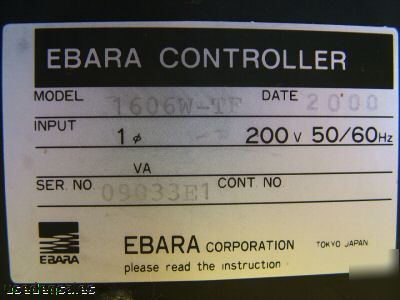 EBARA CONTROLLER
MODEL 1606W-TF DATE 2000
INPUT 1ø 200 V 50/60Hz
VA
SER. NO 09033E1 CONT. NO.
EBARA
EBARA CORPORATION TOKYO JAPAN
please read the instruction